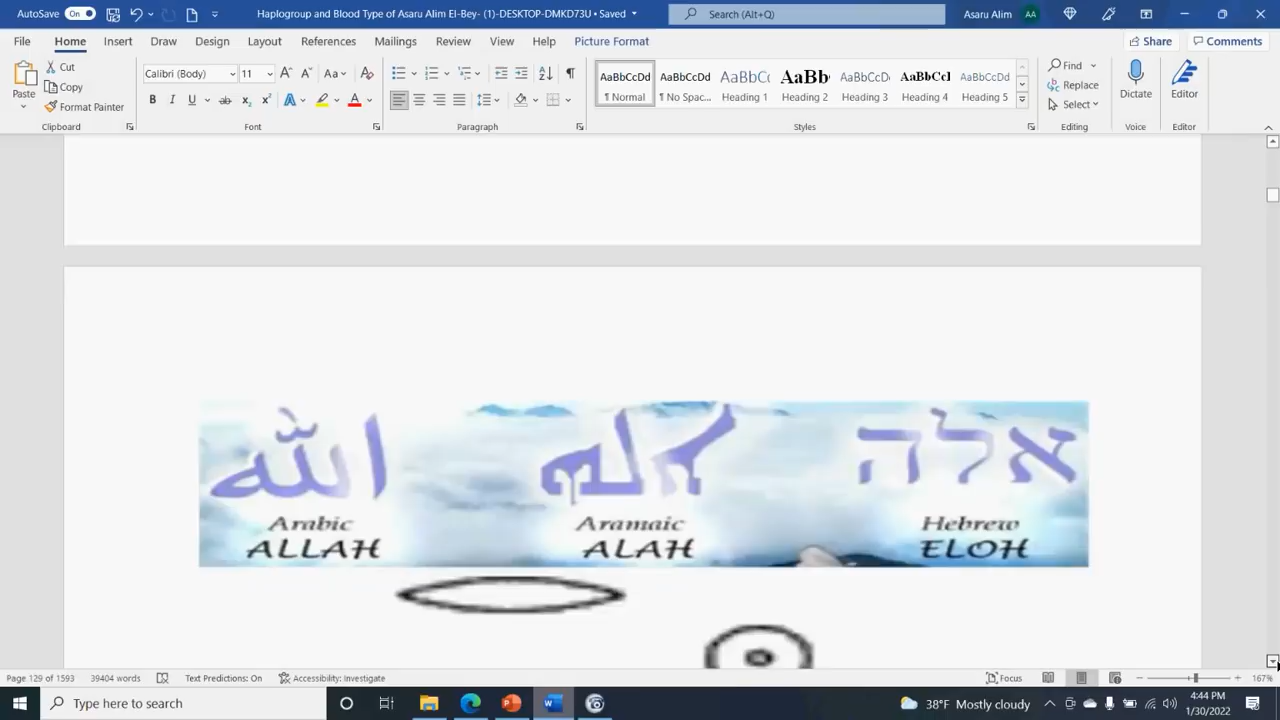 AutoSave On Haplogroup and Blood Type of Asaru Alim El-Bey- (1)-DESKTOP-DMKD73U • Saved Search (Alt+Q) Asaru Alim AA
File Home Insert Draw Design Layout References Mailings Review View Help Picture Format Share Comments
Paste Cut Copy Format Painter
Calibri (Body) 11
AaBbCcDd AaBbCcDd AaBbCc AaBb AaBbCcDd AaBbCcI AaBbCcDd
¶ Normal ¶ No Spac... Heading 1 Heading 2 Heading 3 Heading 4 Heading 5
Find Replace Select Dictate Editor
Clipboard Font Paragraph Styles Editing Voice Editor
الله אלה
Arabic Aramaic Hebrew
ALLAH ALAH ELOH
Page 129 of 1593 39404 words Text Predictions: On Accessibility: Investigate Focus 167%
Type here to search 38°F Mostly cloudy 4:44 PM
1/30/2022